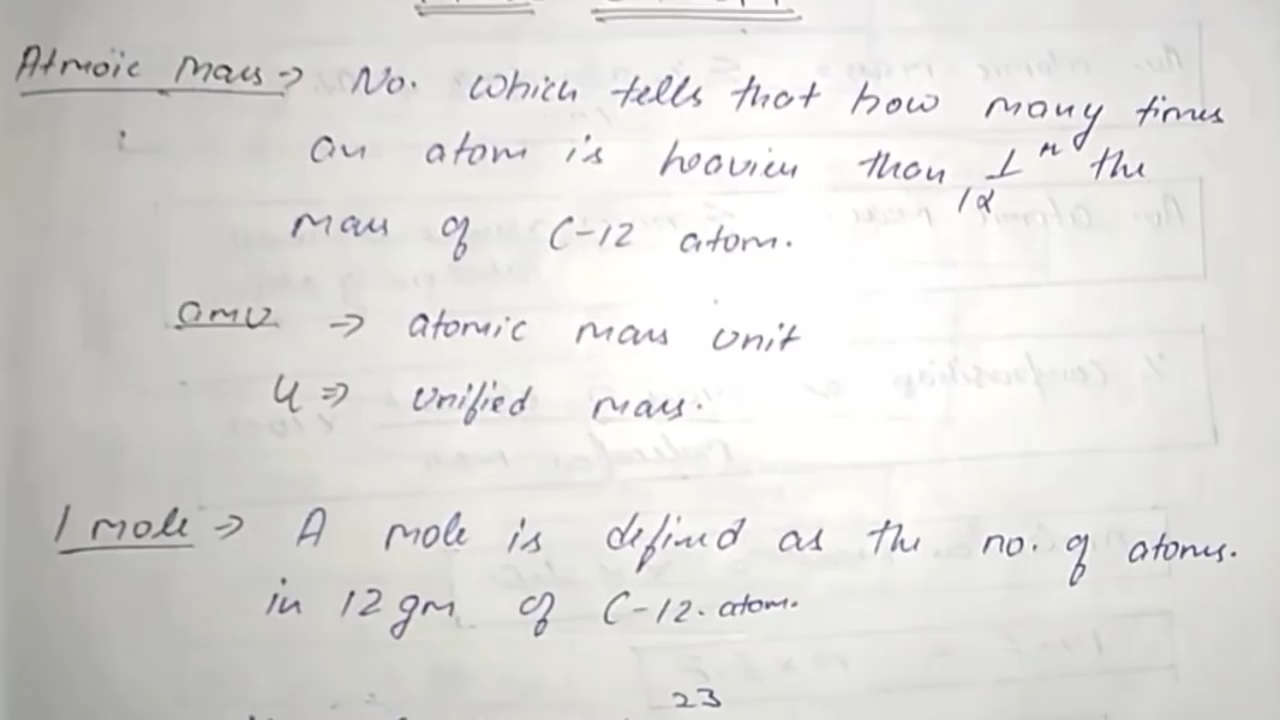 Atmoic mass → No. which tells that how many times
an atom is heavier than 1/12 th the
mass of C-12 atom.
amu → atomic mass unit
u ⇒ Unified mass.
1 mole → A mole is defined as the no. of atoms.
in 12 gm of C-12. atom.
23